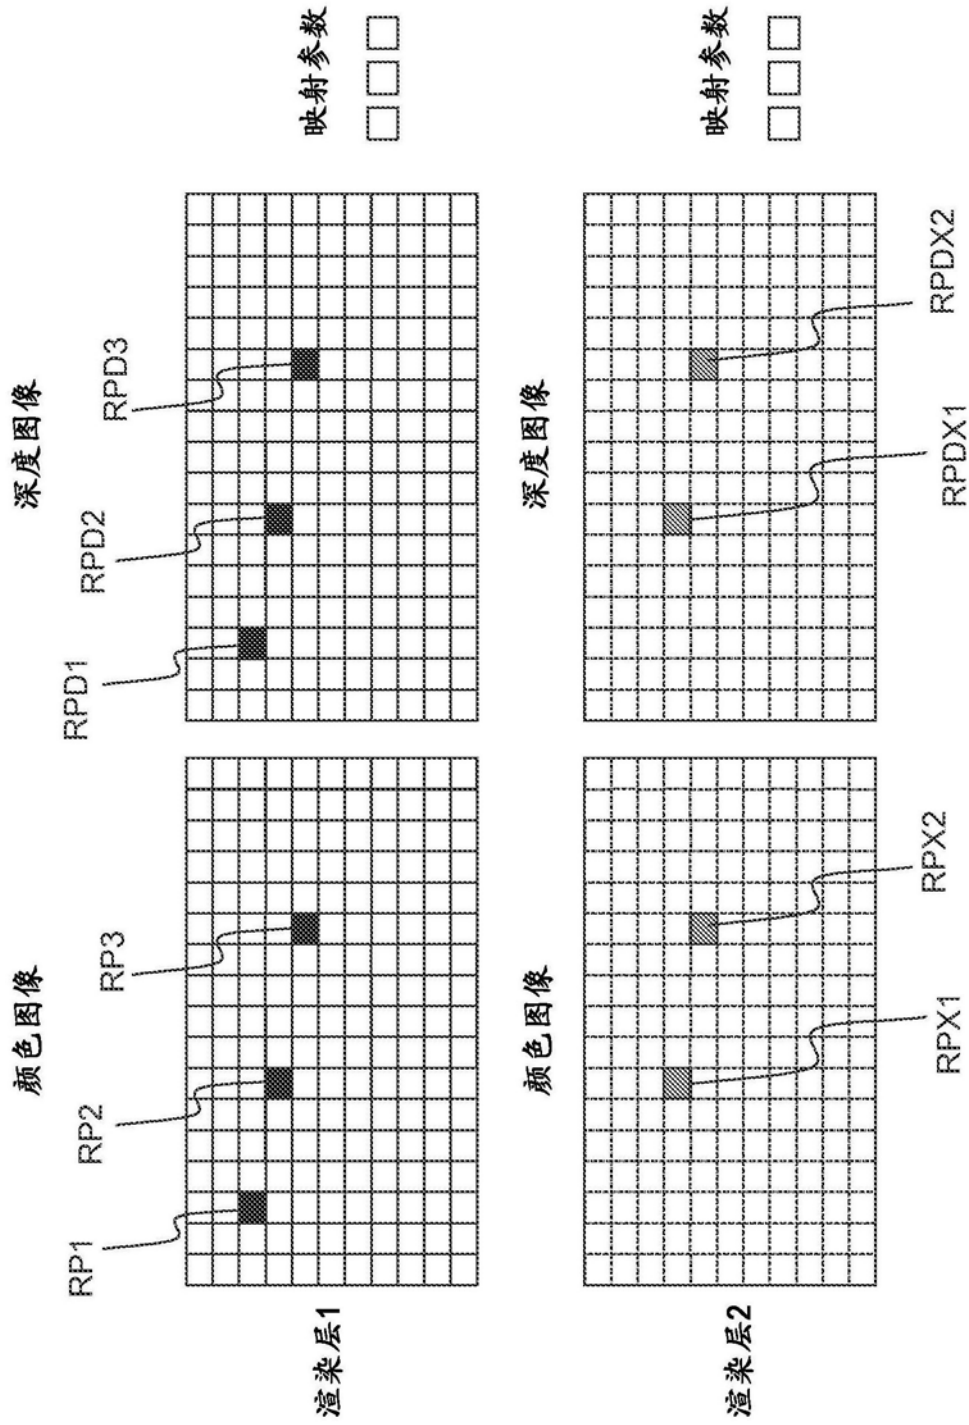 颜色图像
深度图像
RP1
RP2
RP3
RPD1
RPD2
RPD3
渲染层1
映射参数
颜色图像
深度图像
渲染层2
映射参数
RPX1
RPX2
RPDX1
RPDX2